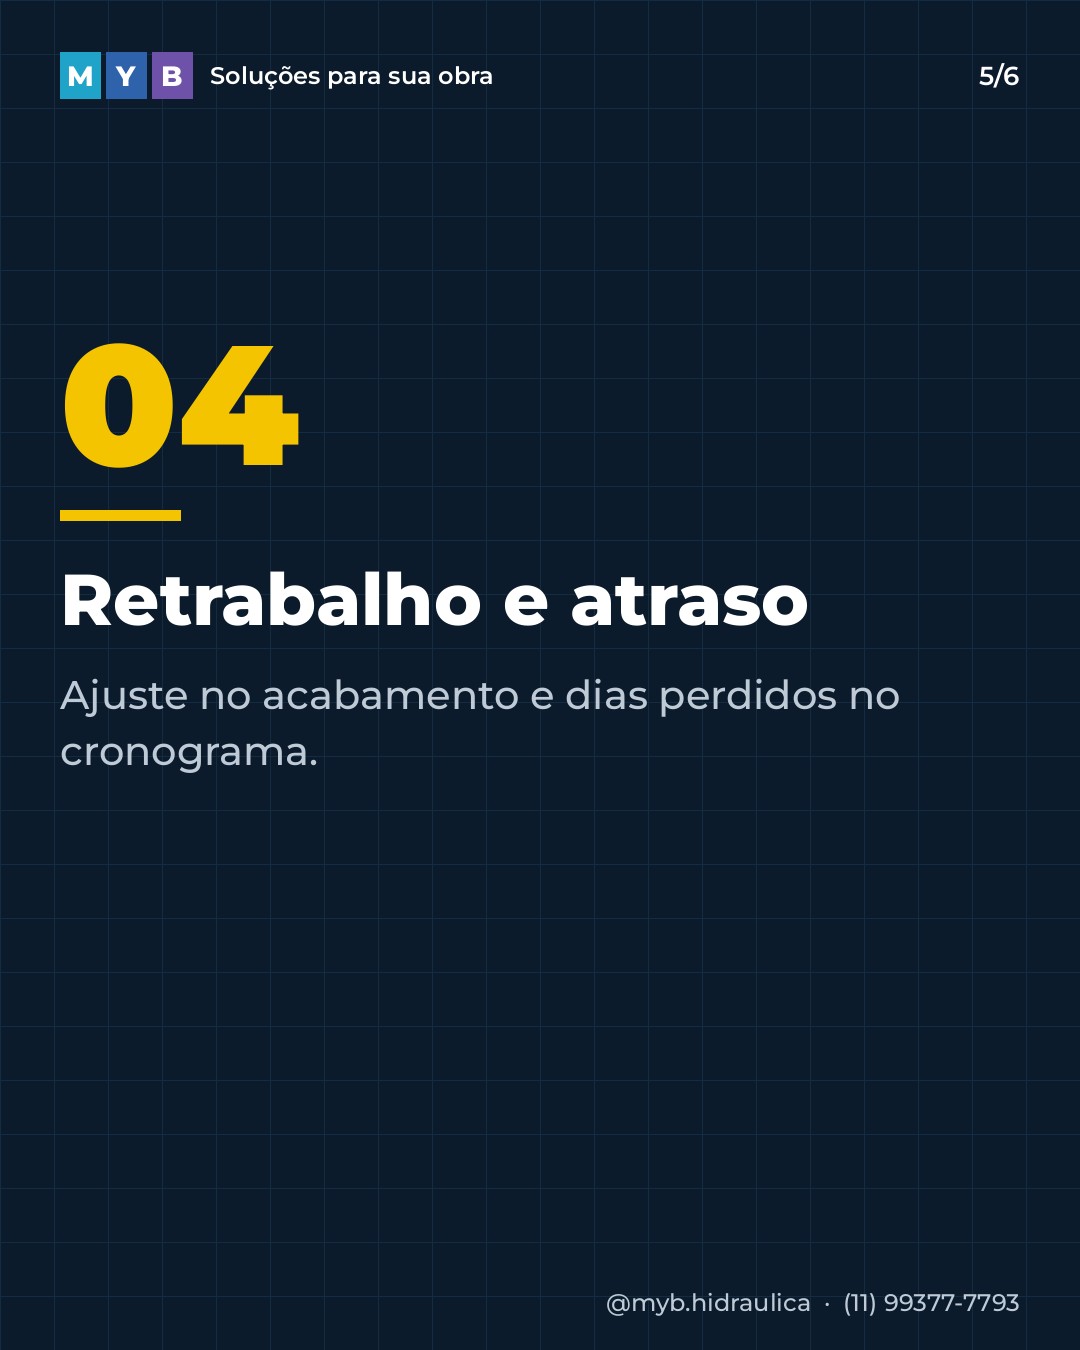 MYB Soluções para sua obra 5/6
04
Retrabalho e atraso
Ajuste no acabamento e dias perdidos no
cronograma.
@myb.hidraulica · (11) 99377-7793